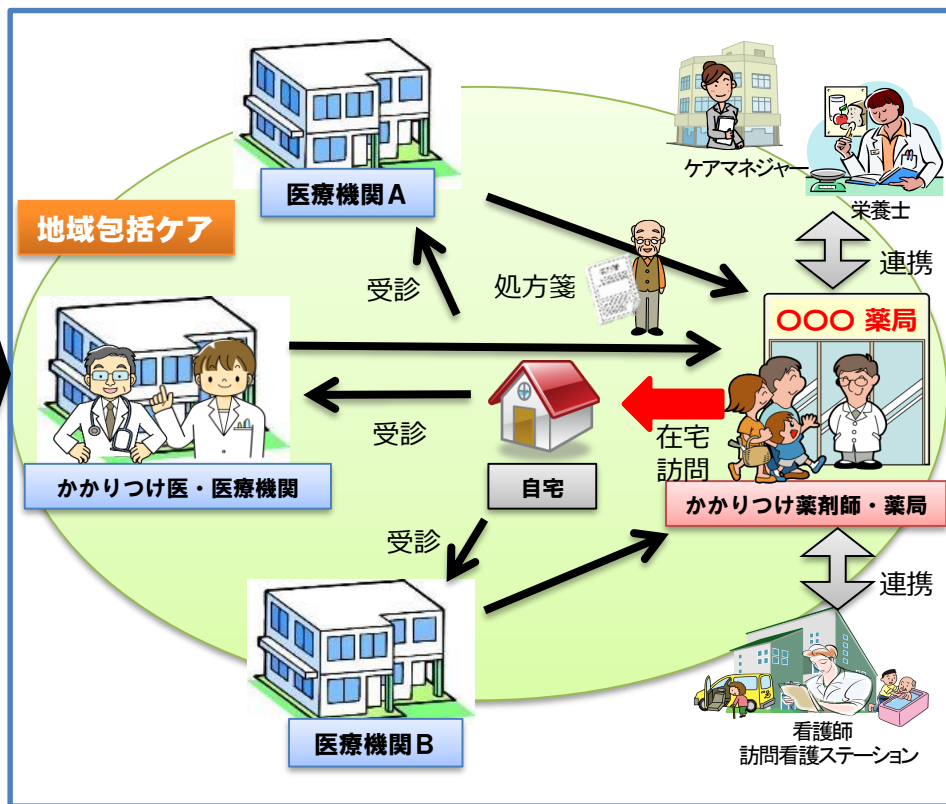 医療機関A
ケアマネジャー
栄養士
地域包括ケア
受診
処方箋
連携
〇〇〇 薬局
受診
在宅
訪問
かかりつけ医・医療機関
自宅
かかりつけ薬剤師・薬局
受診
連携
医療機関B
看護師
訪問看護ステーション